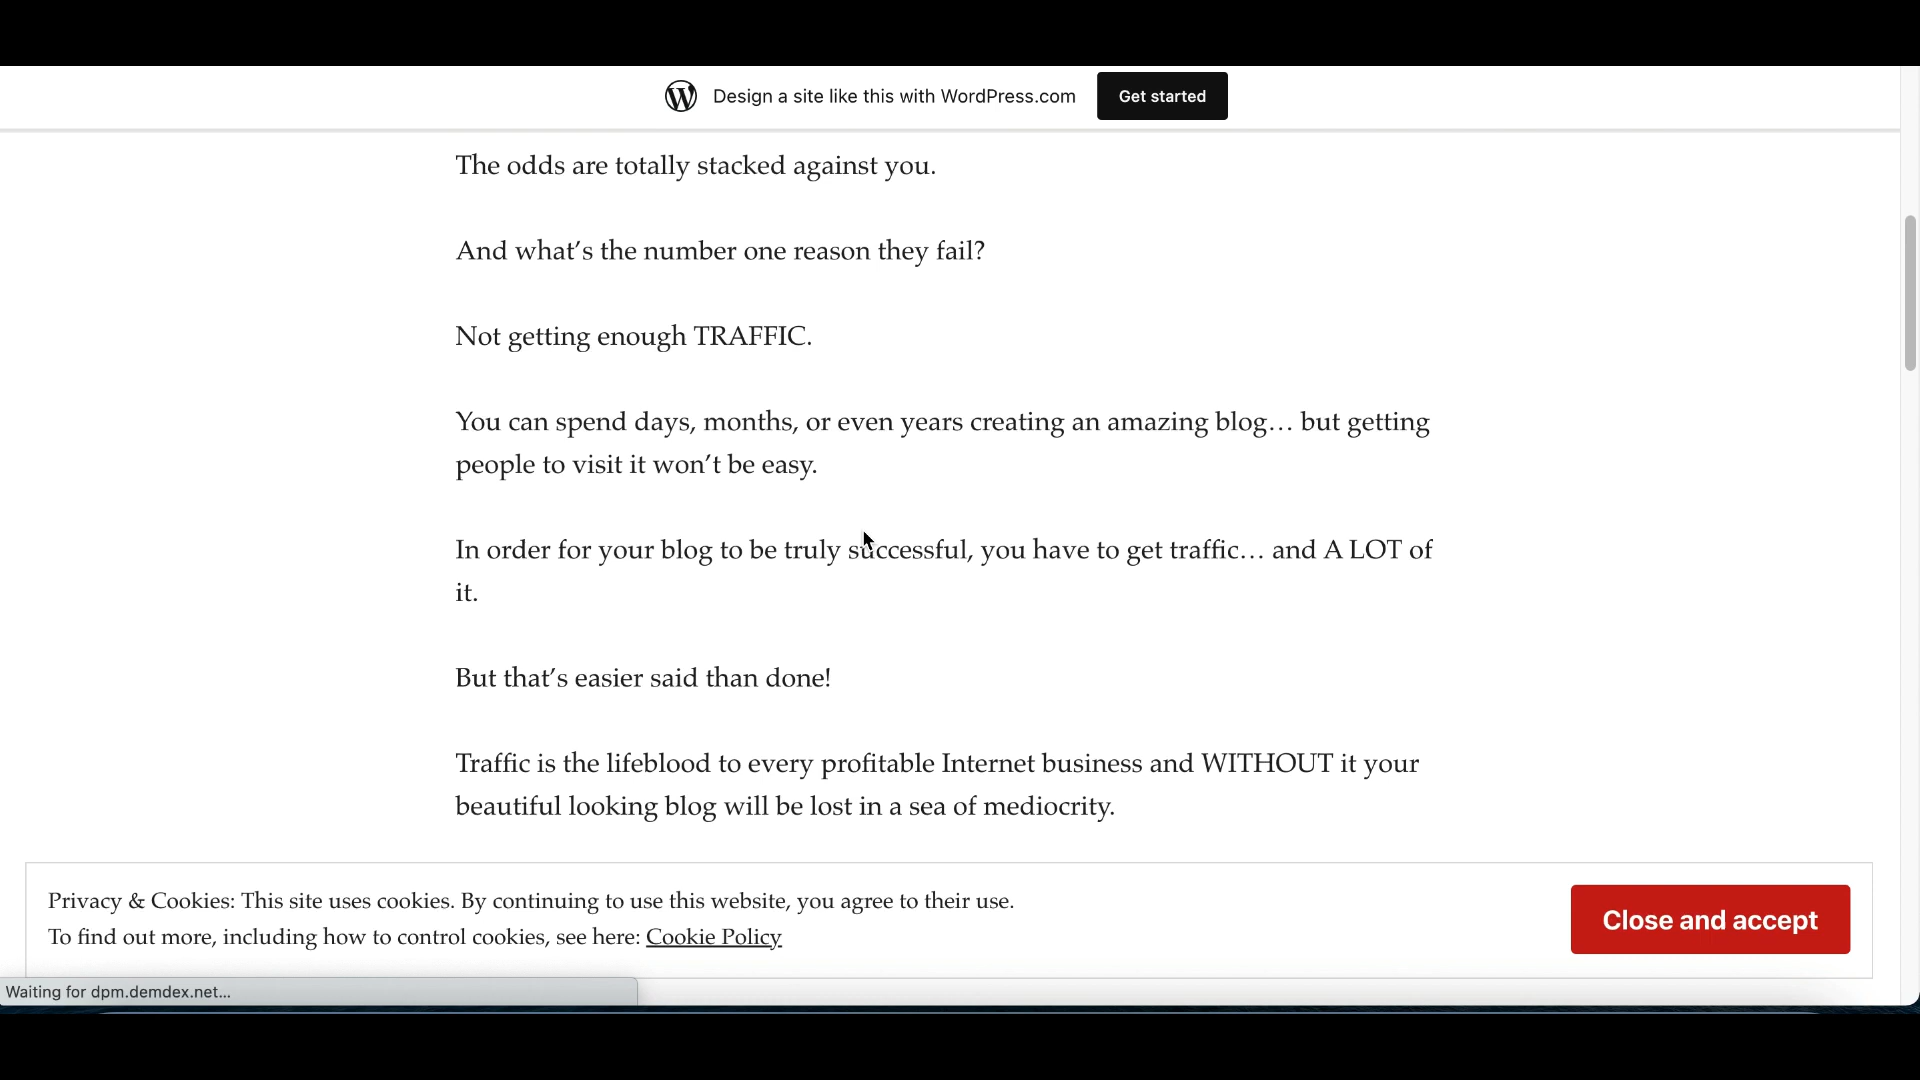 Design a site like this with WordPress.com
Get started
The odds are totally stacked against you.
And what’s the number one reason they fail?
Not getting enough TRAFFIC.
You can spend days, months, or even years creating an amazing blog… but getting
people to visit it won’t be easy.
In order for your blog to be truly successful, you have to get traffic… and A LOT of
it.
But that’s easier said than done!
Traffic is the lifeblood to every profitable Internet business and WITHOUT it your
beautiful looking blog will be lost in a sea of mediocrity.
Privacy & Cookies: This site uses cookies. By continuing to use this website, you agree to their use.
To find out more, including how to control cookies, see here: Cookie Policy
Close and accept
Waiting for dpm.demdex.net...